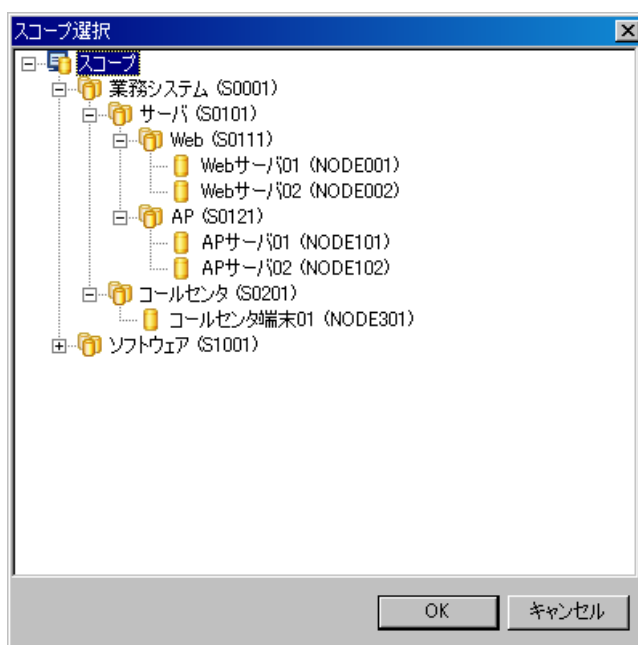 スコープ選択
スコープ
業務システム (S0001)
サーバ (S0101)
Web (S0111)
Webサーバ01 (NODE001)
Webサーバ02 (NODE002)
AP (S0121)
APサーバ01 (NODE101)
APサーバ02 (NODE102)
コールセンタ (S0201)
コールセンタ端末01 (NODE301)
ソフトウェア (S1001)
OK キャンセル